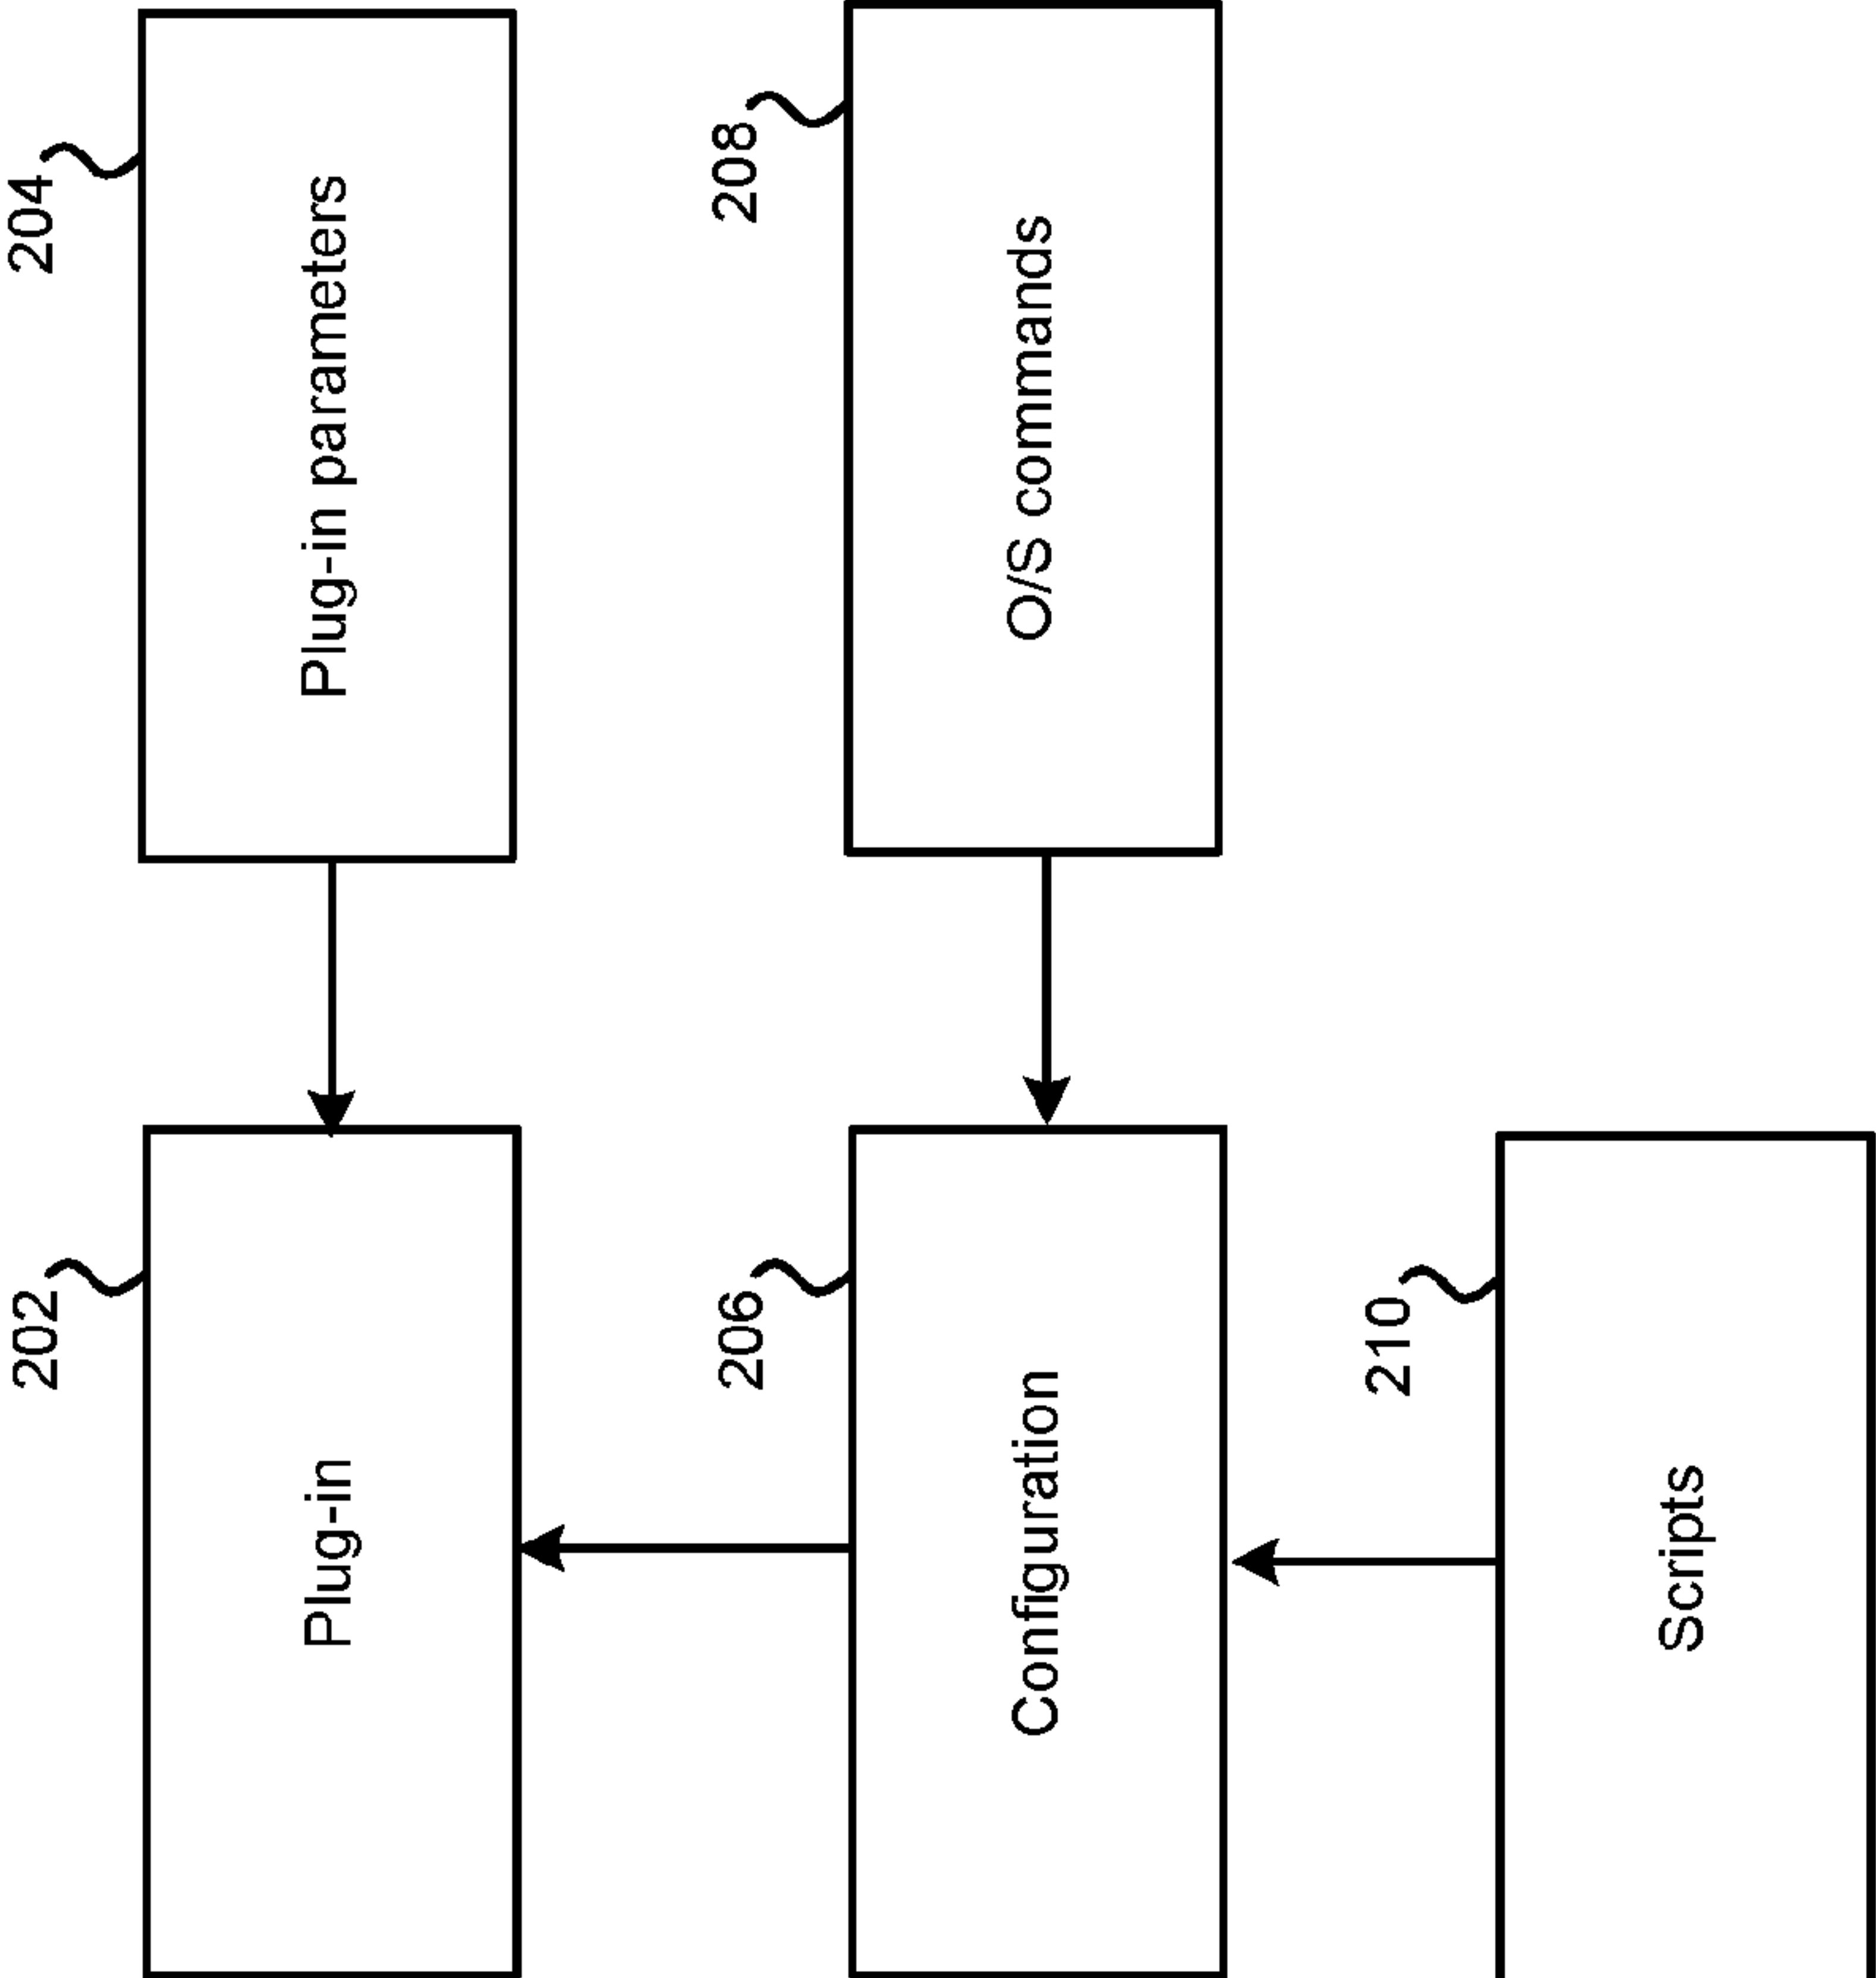 202
Plug-in
204
Plug-in parameters
206
Configuration
208
O/S commands
210
Scripts